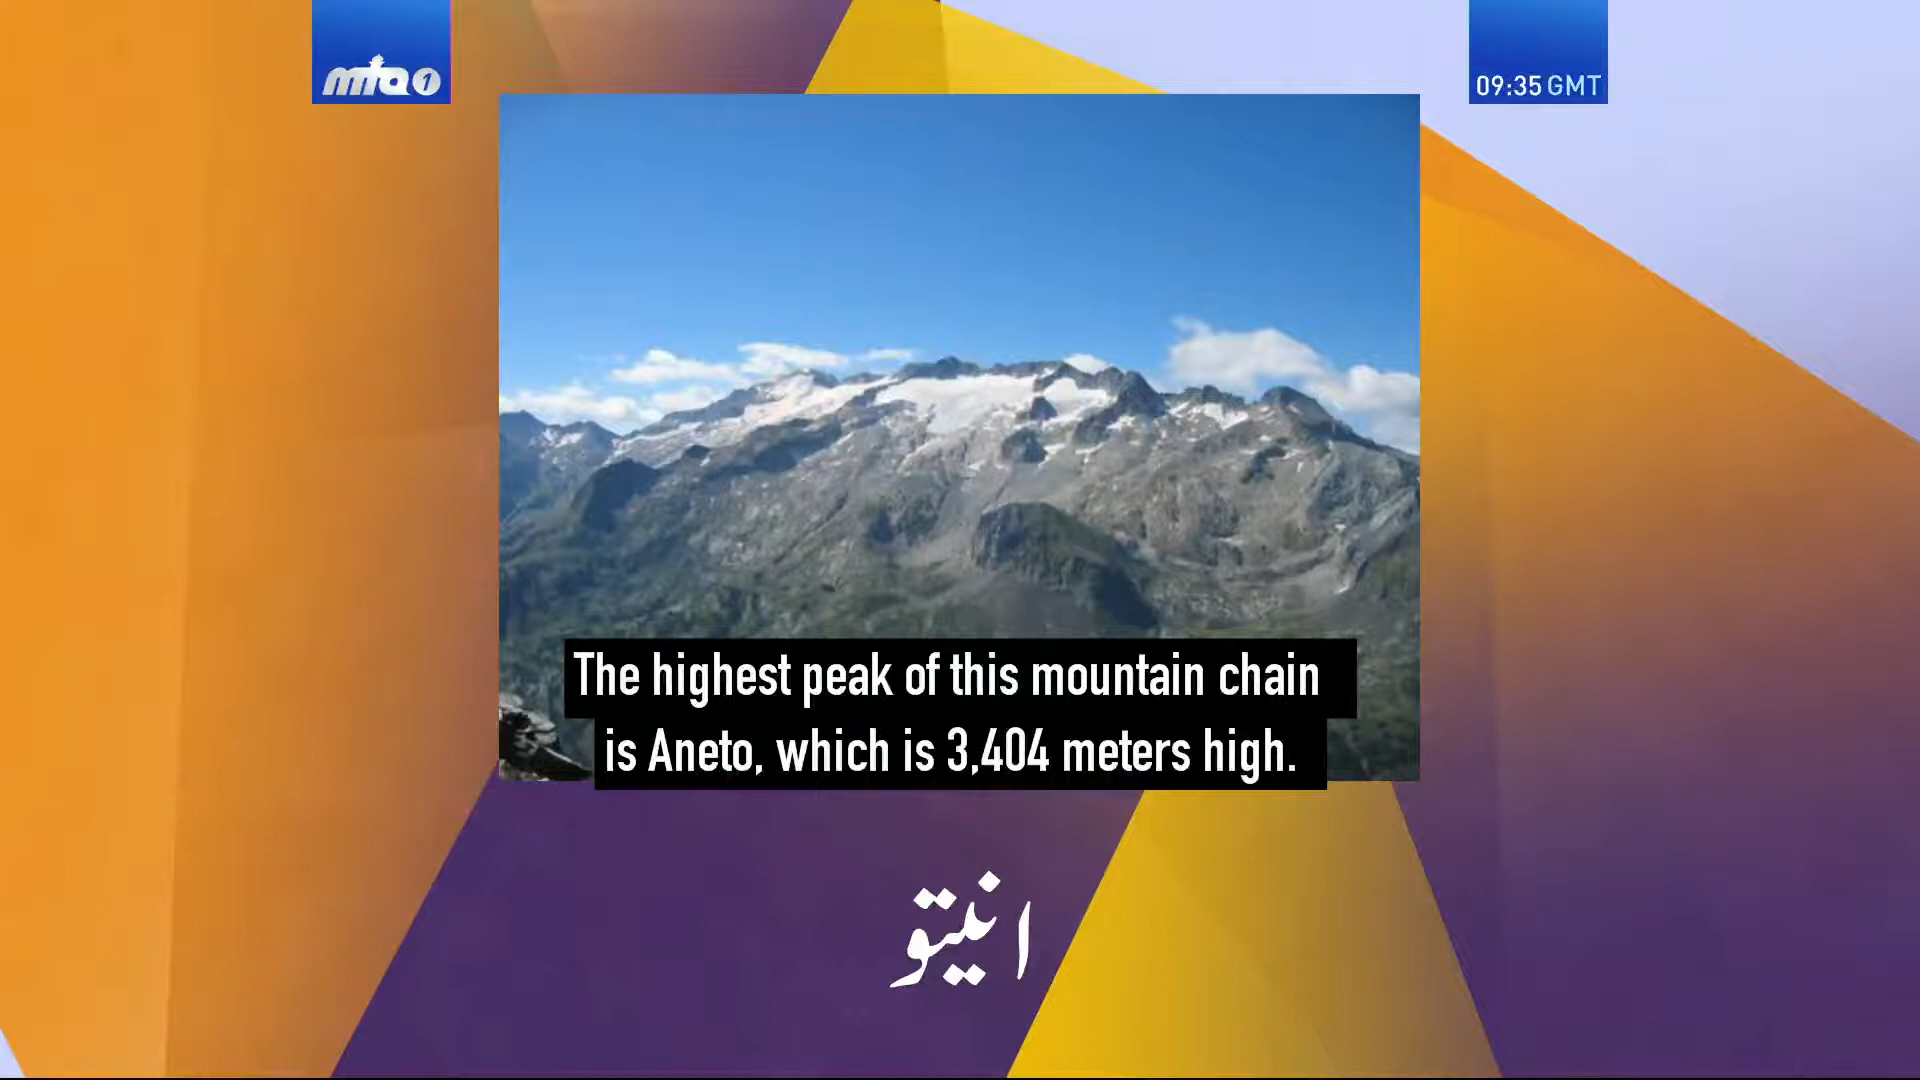 mta1
09:35 GMT
The highest peak of this mountain chain
is Aneto, which is 3,404 meters high.
انیتو